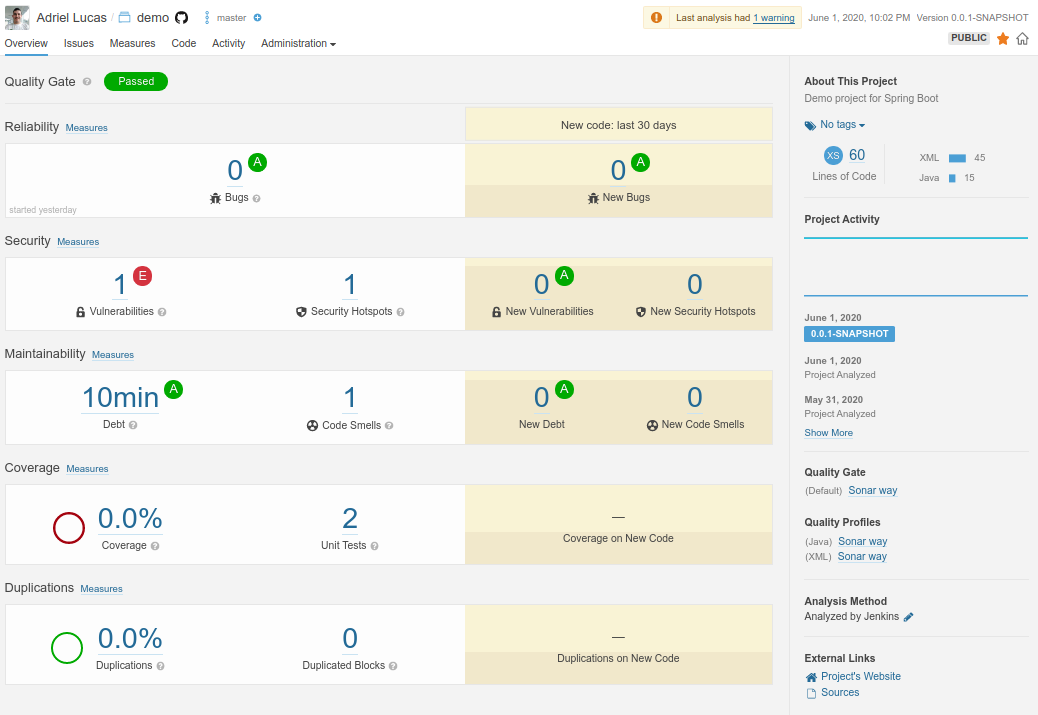 Adriel Lucas / demo master
Last analysis had 1 warning June 1, 2020, 10:02 PM Version 0.0.1-SNAPSHOT
Overview Issues Measures Code Activity Administration
PUBLIC
Quality Gate ? Passed
Reliability Measures
New code: last 30 days
0 A
Bugs ?
started yesterday
0 A
New Bugs
Security Measures
1 E
Vulnerabilities ?
1
Security Hotspots ?
0 A
New Vulnerabilities
0
New Security Hotspots
Maintainability Measures
10min A
Debt ?
1
Code Smells ?
0 A
New Debt
0
New Code Smells
Coverage Measures
0.0%
Coverage ?
2
Unit Tests ?
—
Coverage on New Code
Duplications Measures
0.0%
Duplications ?
0
Duplicated Blocks ?
—
Duplications on New Code
About This Project
Demo project for Spring Boot
No tags
XS 60
Lines of Code
XML 45
Java 15
Project Activity
June 1, 2020
0.0.1-SNAPSHOT
June 1, 2020
Project Analyzed
May 31, 2020
Project Analyzed
Show More
Quality Gate
(Default) Sonar way
Quality Profiles
(Java) Sonar way
(XML) Sonar way
Analysis Method
Analyzed by Jenkins
External Links
Project's Website
Sources